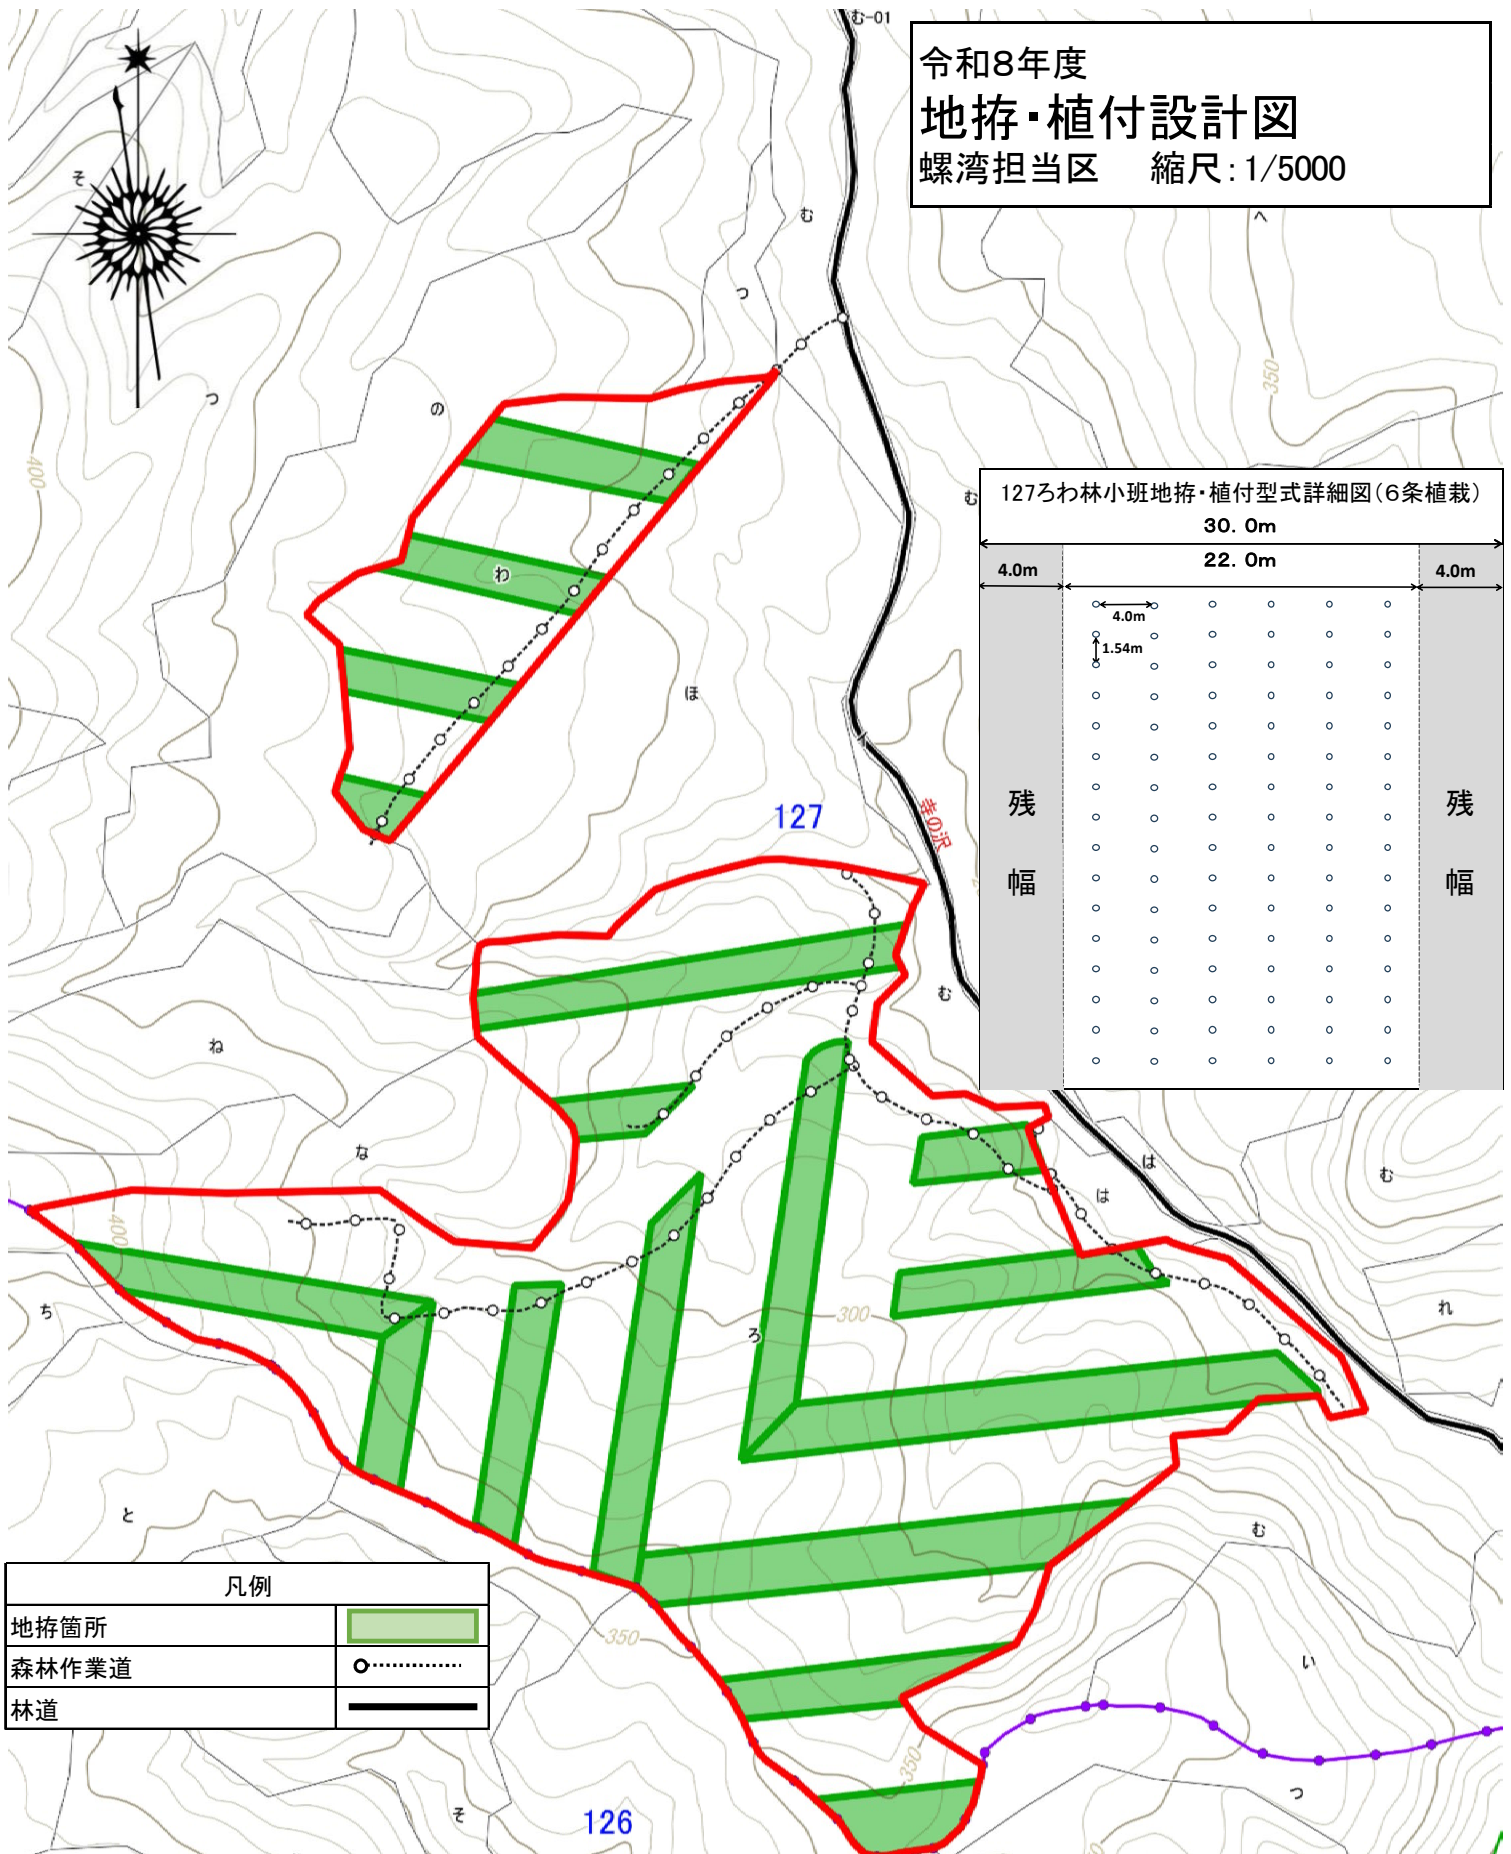 む-01
令和8年度
地拵・植付設計図
螺湾担当区　縮尺：1/5000
そ
む
へ
つ
350
つ
の
400
む
127ろわ林小班地拵・植付型式詳細図（6条植栽）
30.0m
22.0m
4.0m
4.0m
4.0m
1.54m
残幅
残幅
わ
ほ
127
寺の沢
む
ね
な
は
む
は
400
ち
300
ろ
れ
と
む
凡例
地拵箇所
森林作業道
林道
350
い
350
つ
そ
126